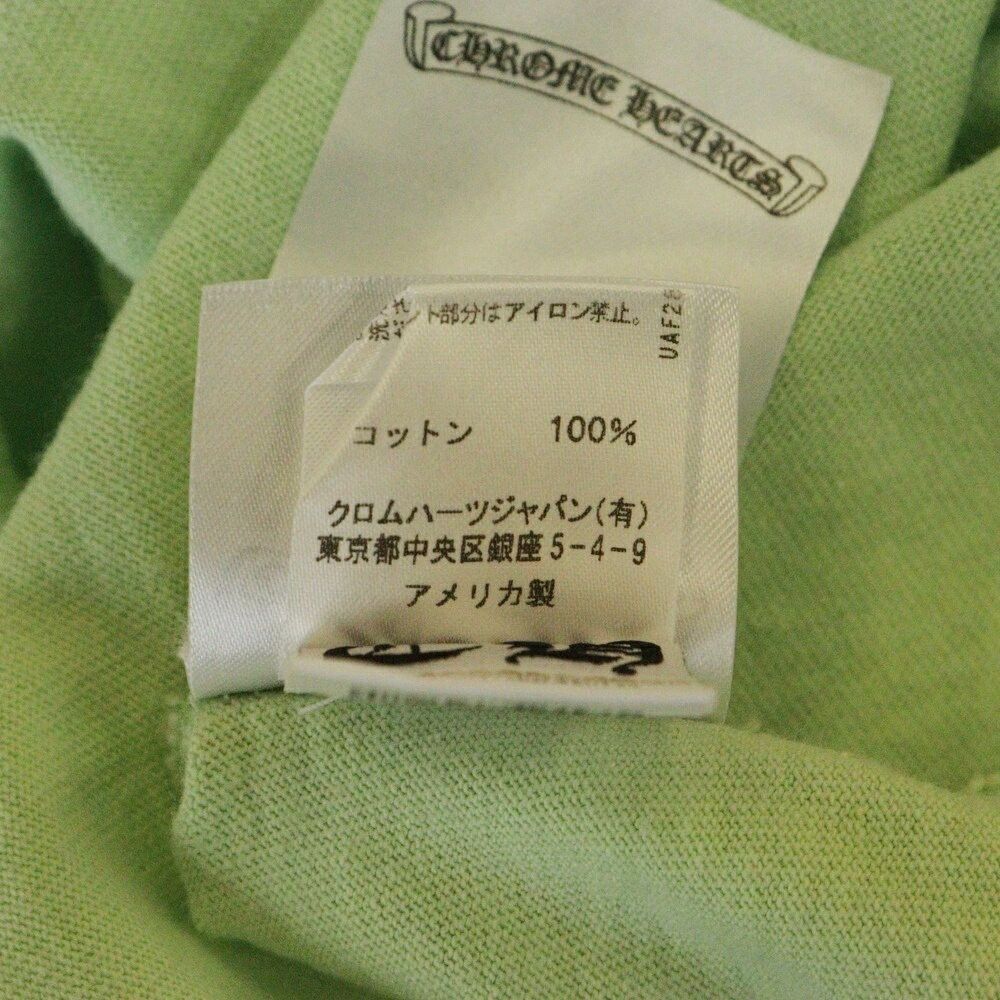 CHROME HEARTS
ト部分はアイロン禁止。
UAF2
コットン 100%
クロムハーツジャパン(有)
東京都中央区銀座5-4-9
アメリカ製